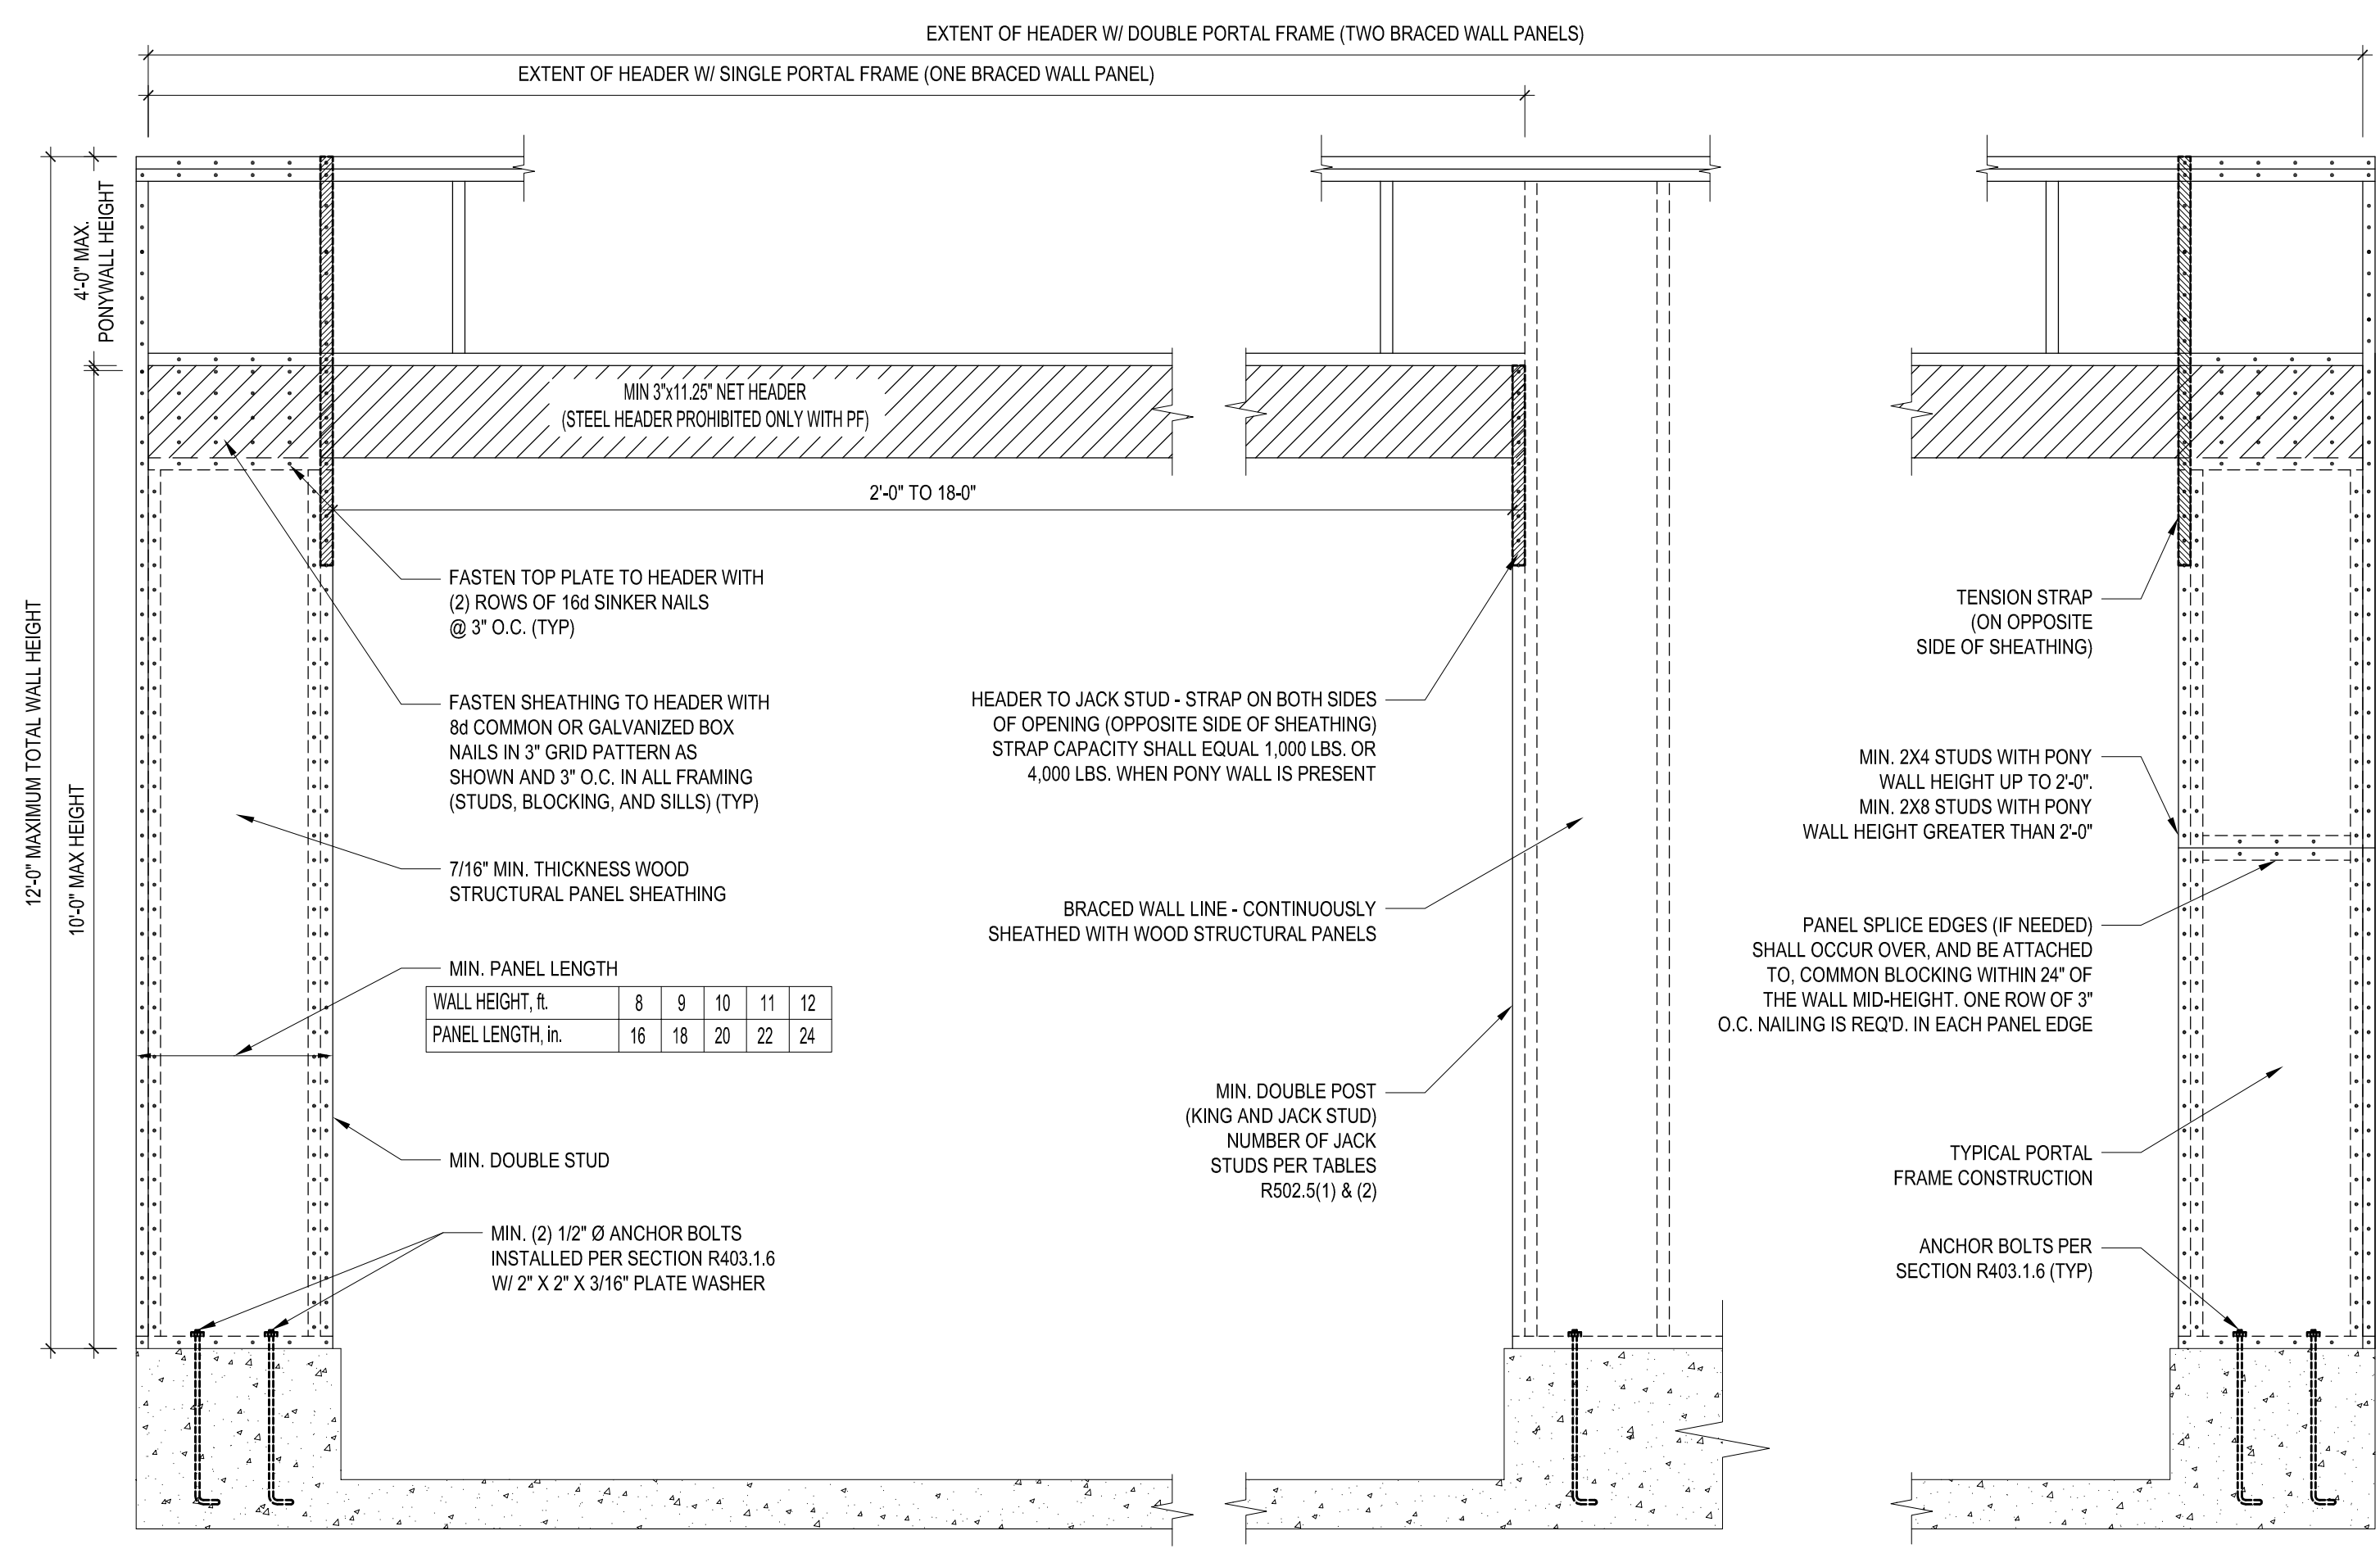 EXTENT OF HEADER W/ DOUBLE PORTAL FRAME (TWO BRACED WALL PANELS)
EXTENT OF HEADER W/ SINGLE PORTAL FRAME (ONE BRACED WALL PANEL)
4'-0" MAX.
PONYWALL HEIGHT
12'-0" MAXIMUM TOTAL WALL HEIGHT
10'-0" MAX HEIGHT
MIN 3"x11.25" NET HEADER
(STEEL HEADER PROHIBITED ONLY WITH PF)
2'-0" TO 18-0"
FASTEN TOP PLATE TO HEADER WITH
(2) ROWS OF 16d SINKER NAILS
@ 3" O.C. (TYP)
FASTEN SHEATHING TO HEADER WITH
8d COMMON OR GALVANIZED BOX
NAILS IN 3" GRID PATTERN AS
SHOWN AND 3" O.C. IN ALL FRAMING
(STUDS, BLOCKING, AND SILLS) (TYP)
7/16" MIN. THICKNESS WOOD
STRUCTURAL PANEL SHEATHING
MIN. PANEL LENGTH
WALL HEIGHT, ft. 8 9 10 11 12
PANEL LENGTH, in. 16 18 20 22 24
MIN. DOUBLE STUD
MIN. (2) 1/2" Ø ANCHOR BOLTS
INSTALLED PER SECTION R403.1.6
W/ 2" X 2" X 3/16" PLATE WASHER
HEADER TO JACK STUD - STRAP ON BOTH SIDES
OF OPENING (OPPOSITE SIDE OF SHEATHING)
STRAP CAPACITY SHALL EQUAL 1,000 LBS. OR
4,000 LBS. WHEN PONY WALL IS PRESENT
BRACED WALL LINE - CONTINUOUSLY
SHEATHED WITH WOOD STRUCTURAL PANELS
MIN. DOUBLE POST
(KING AND JACK STUD)
NUMBER OF JACK
STUDS PER TABLES
R502.5(1) & (2)
TENSION STRAP
(ON OPPOSITE
SIDE OF SHEATHING)
MIN. 2X4 STUDS WITH PONY
WALL HEIGHT UP TO 2'-0".
MIN. 2X8 STUDS WITH PONY
WALL HEIGHT GREATER THAN 2'-0"
PANEL SPLICE EDGES (IF NEEDED)
SHALL OCCUR OVER, AND BE ATTACHED
TO, COMMON BLOCKING WITHIN 24" OF
THE WALL MID-HEIGHT. ONE ROW OF 3"
O.C. NAILING IS REQ'D. IN EACH PANEL EDGE
TYPICAL PORTAL
FRAME CONSTRUCTION
ANCHOR BOLTS PER
SECTION R403.1.6 (TYP)